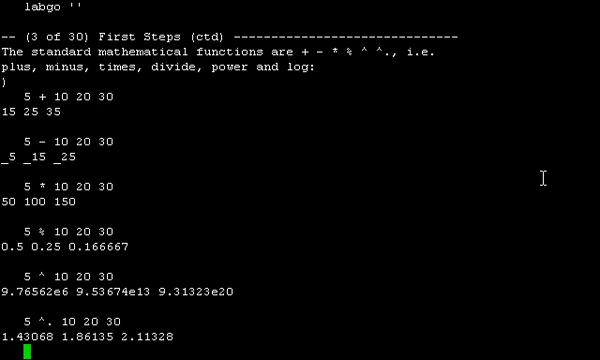 labgo ''
-- (3 of 30) First Steps (ctd) ------------------------------
The standard mathematical functions are + - * % ^ ^., i.e.
plus, minus, times, divide, power and log:
)
5 + 10 20 30
15 25 35
5 - 10 20 30
_5 _15 _25
5 * 10 20 30
50 100 150
5 % 10 20 30
0.5 0.25 0.166667
5 ^ 10 20 30
9.76562e6 9.53674e13 9.31323e20
5 ^. 10 20 30
1.43068 1.86135 2.11328